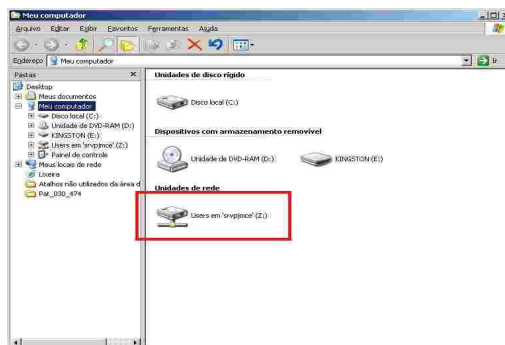 Meu computador
Arquivo Editar Exibir Favoritos Ferramentas Ajuda
Endereço Meu computador Ir
Pastas
Desktop
Meus documentos
Meu computador
Disco local (C:)
Unidade de DVD-RAM (D:)
KINGSTON (E:)
Users em 'srvpjmce' (Z:)
Painel de controle
Meus locais de rede
Lixeira
Atalhos não utilizados da área d
Pat_030_474
Unidades de disco rígido
Disco local (C:)
Dispositivos com armazenamento removível
Unidade de DVD-RAM (D:) KINGSTON (E:)
Unidades de rede
Users em 'srvpjmce' (Z:)